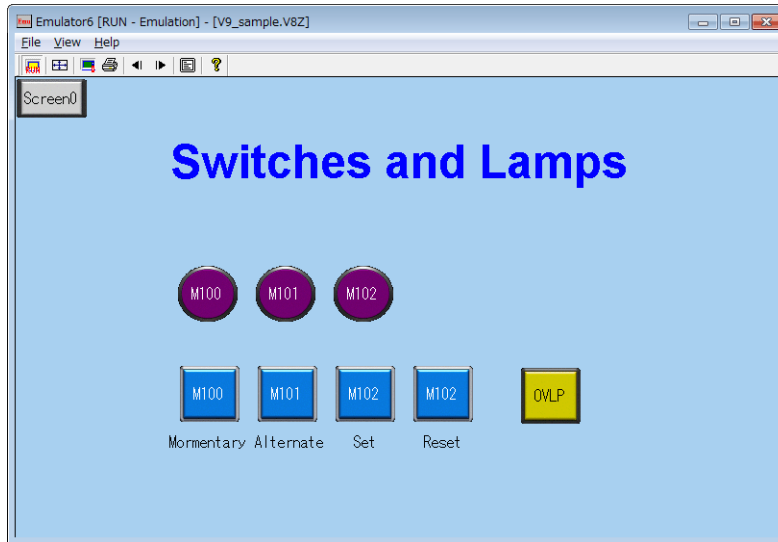 Emulator6 [RUN - Emulation] - [V9_sample.V8Z]
File View Help
Screen0
Switches and Lamps
M100 M101 M102
M100 M101 M102 M102 OVLP
Mormentary Alternate Set Reset